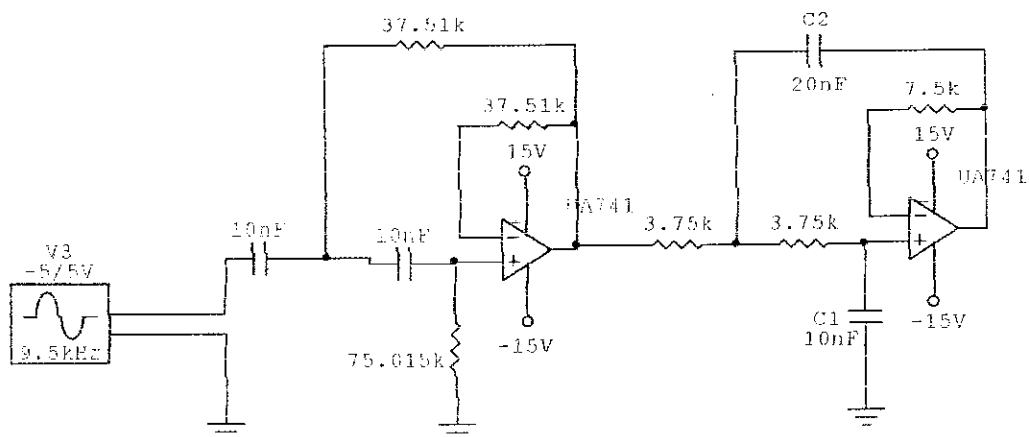 37.51k
37.51k
15V
UA741
10nF
10nF
-15V
75.015k
V3
-5/5V
9.5kHz
C2
20nF
7.5k
15V
UA741
3.75k
3.75k
-15V
C1
10nF